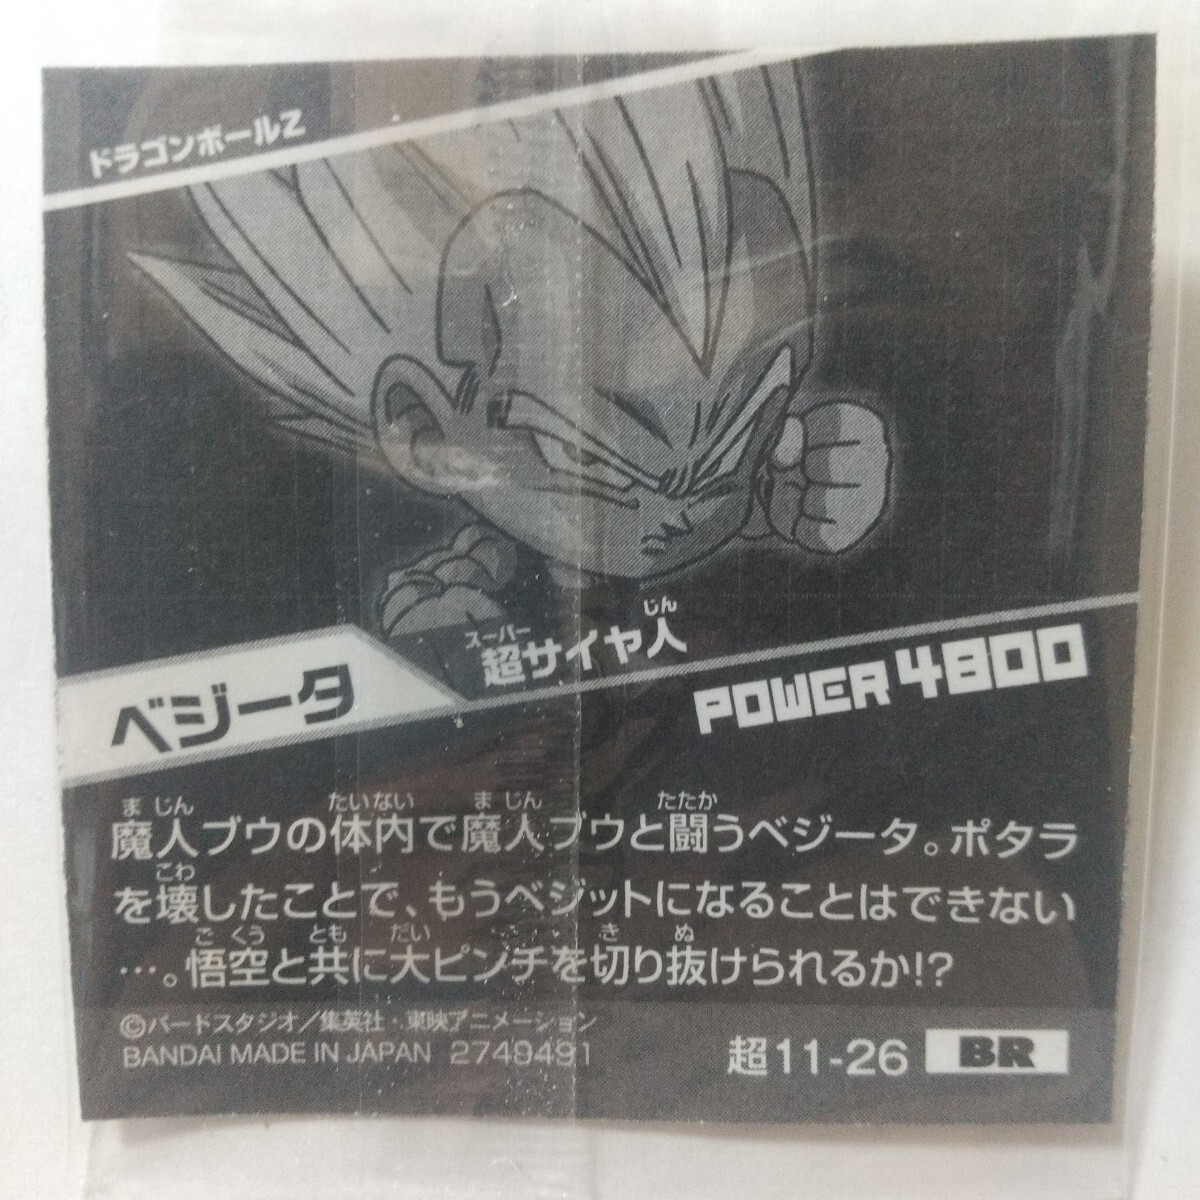 ドラゴンボールZ
スーパー じん
超サイヤ人
ベジータ
POWER 4800
まじん たいない まじん たたか
魔人ブウの体内で魔人ブウと闘うベジータ。ポタラ
こわ
を壊したことで、もうベジットになることはできない
ごくう とも だい き ぬ
…。悟空と共に大ピンチを切り抜けられるか!?
©バードスタジオ/集英社・東映アニメーション
BANDAI MADE IN JAPAN 2749491
超11-26 BR